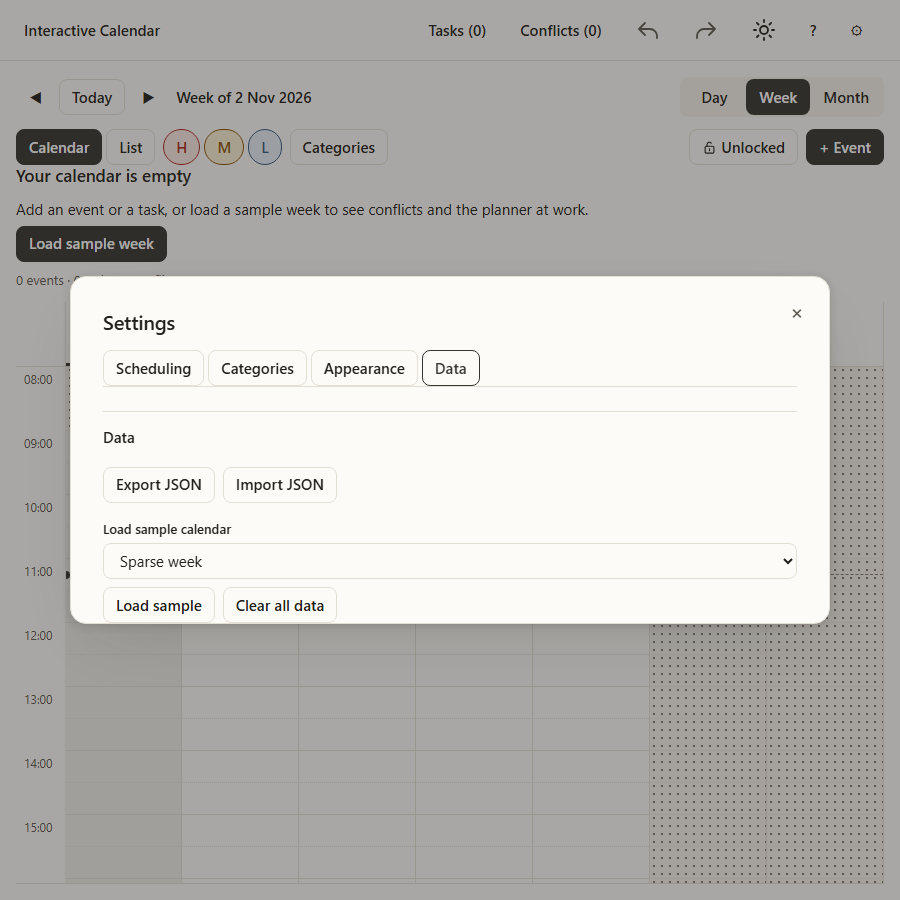 Interactive Calendar Tasks (0) Conflicts (0) ?
Today Week of 2 Nov 2026 Day Week Month
Calendar List H M L Categories Unlocked + Event
Your calendar is empty
Add an event or a task, or load a sample week to see conflicts and the planner at work.
Load sample week
0 events ·
Settings
Scheduling Categories Appearance Data
Data
Export JSON Import JSON
Load sample calendar
Sparse week
Load sample Clear all data
08:00
09:00
10:00
11:00
12:00
13:00
14:00
15:00